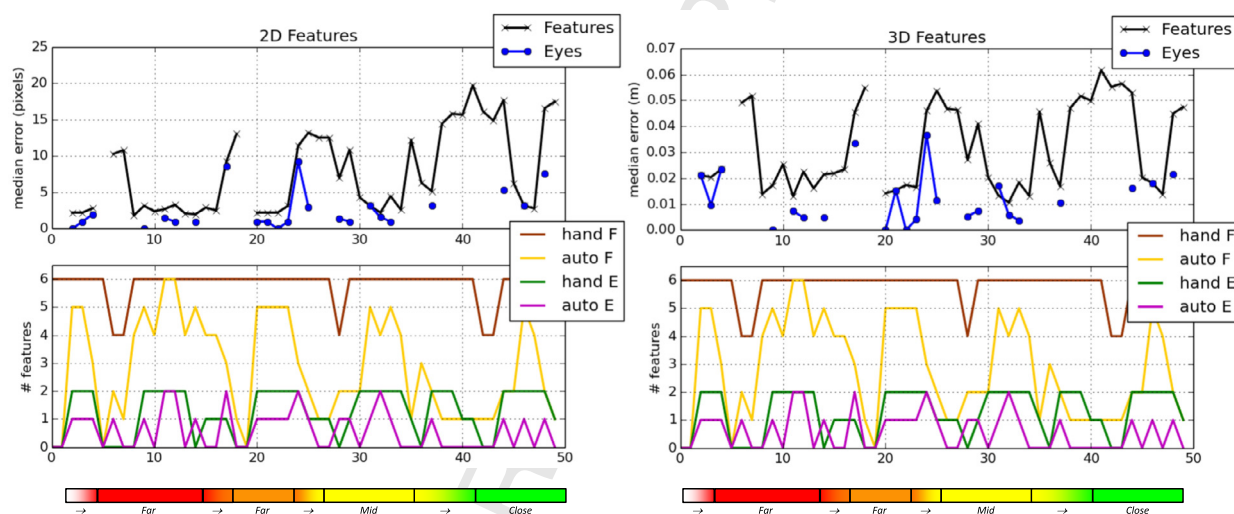 2D Features
Features
Eyes
median error (pixels)
25
20
15
10
5
0
0 10 20 30 40
hand F
auto F
hand E
auto E
# features
6
5
4
3
2
1
0
0 10 20 30 40 50
→ Far → Far → Mid → Close
3D Features
Features
Eyes
median error (m)
0.07
0.06
0.05
0.04
0.03
0.02
0.01
0.00
0 10 20 30 40
hand F
auto F
hand E
auto E
# features
6
5
4
3
2
1
0
0 10 20 30 40 50
→ Far → Far → Mid → Close